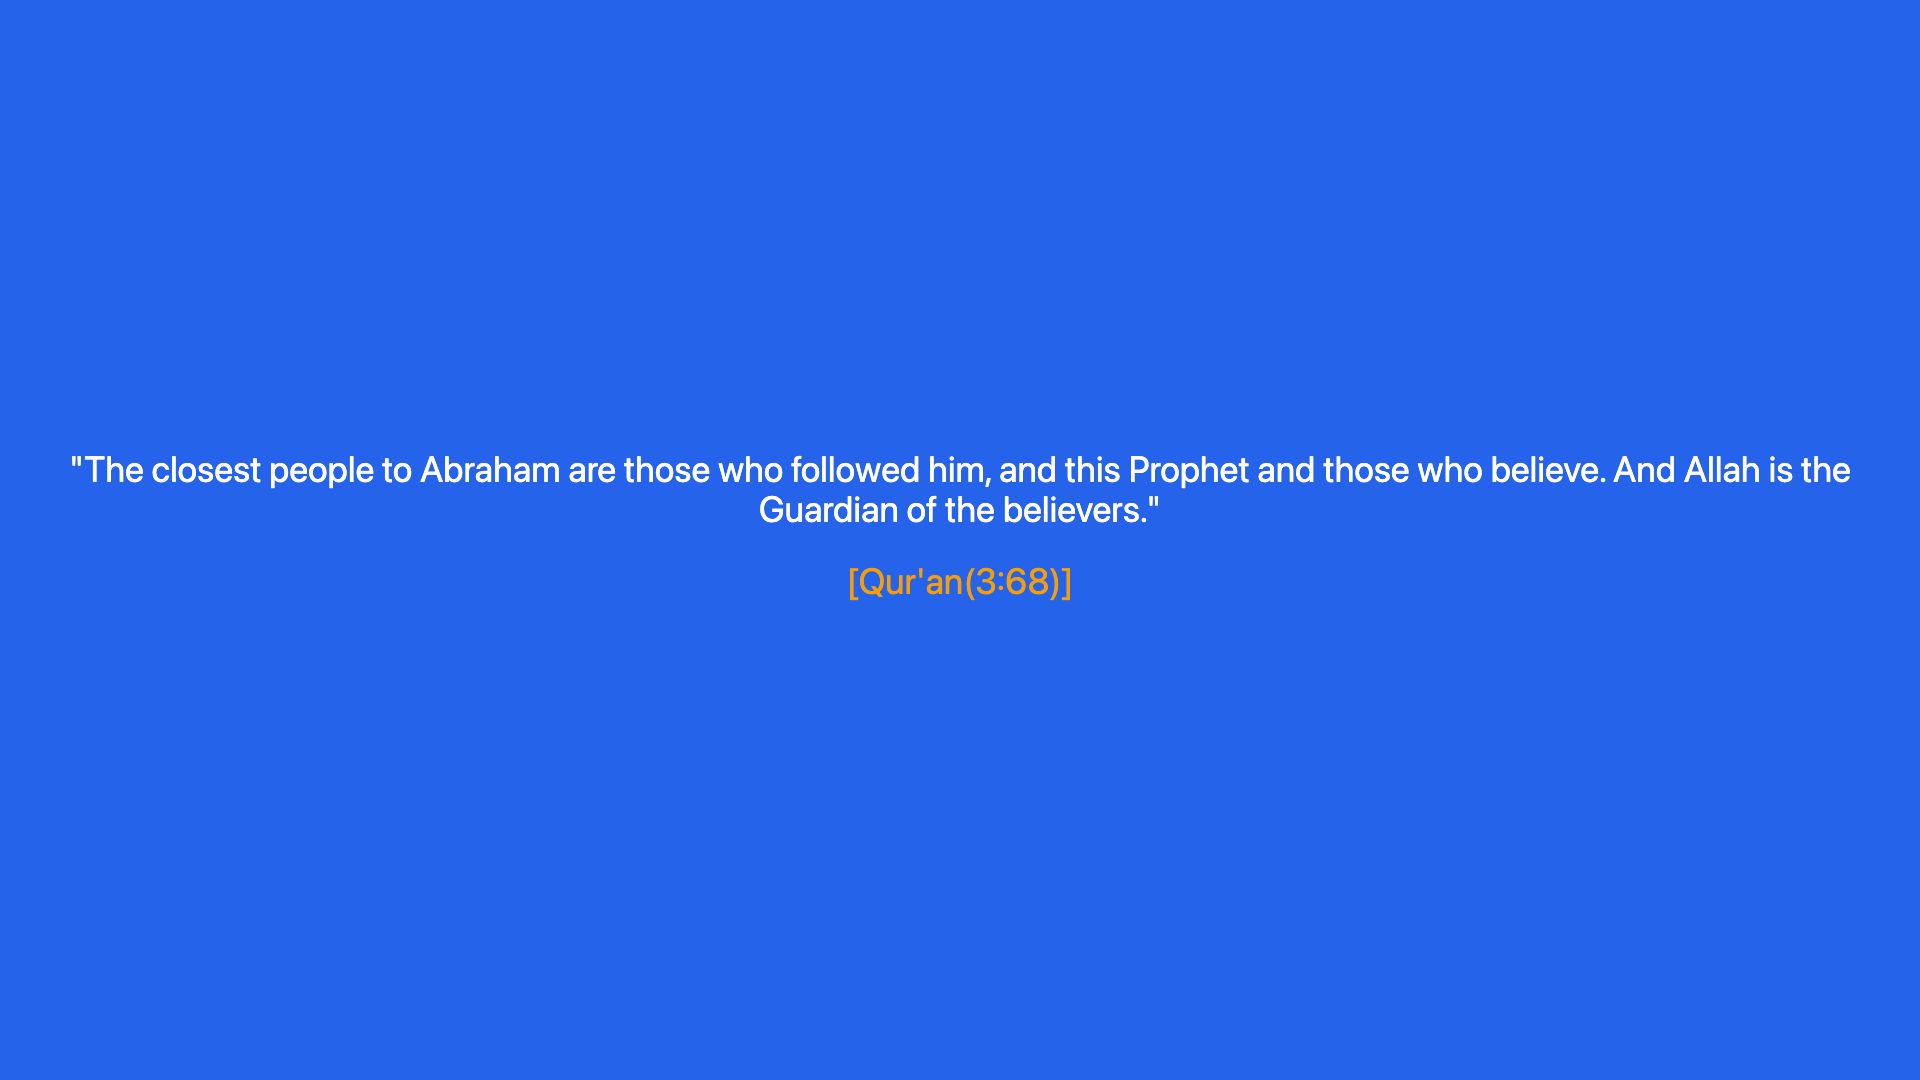 "The closest people to Abraham are those who followed him, and this Prophet and those who believe. And Allah is the
Guardian of the believers."
[Qur'an(3:68)]